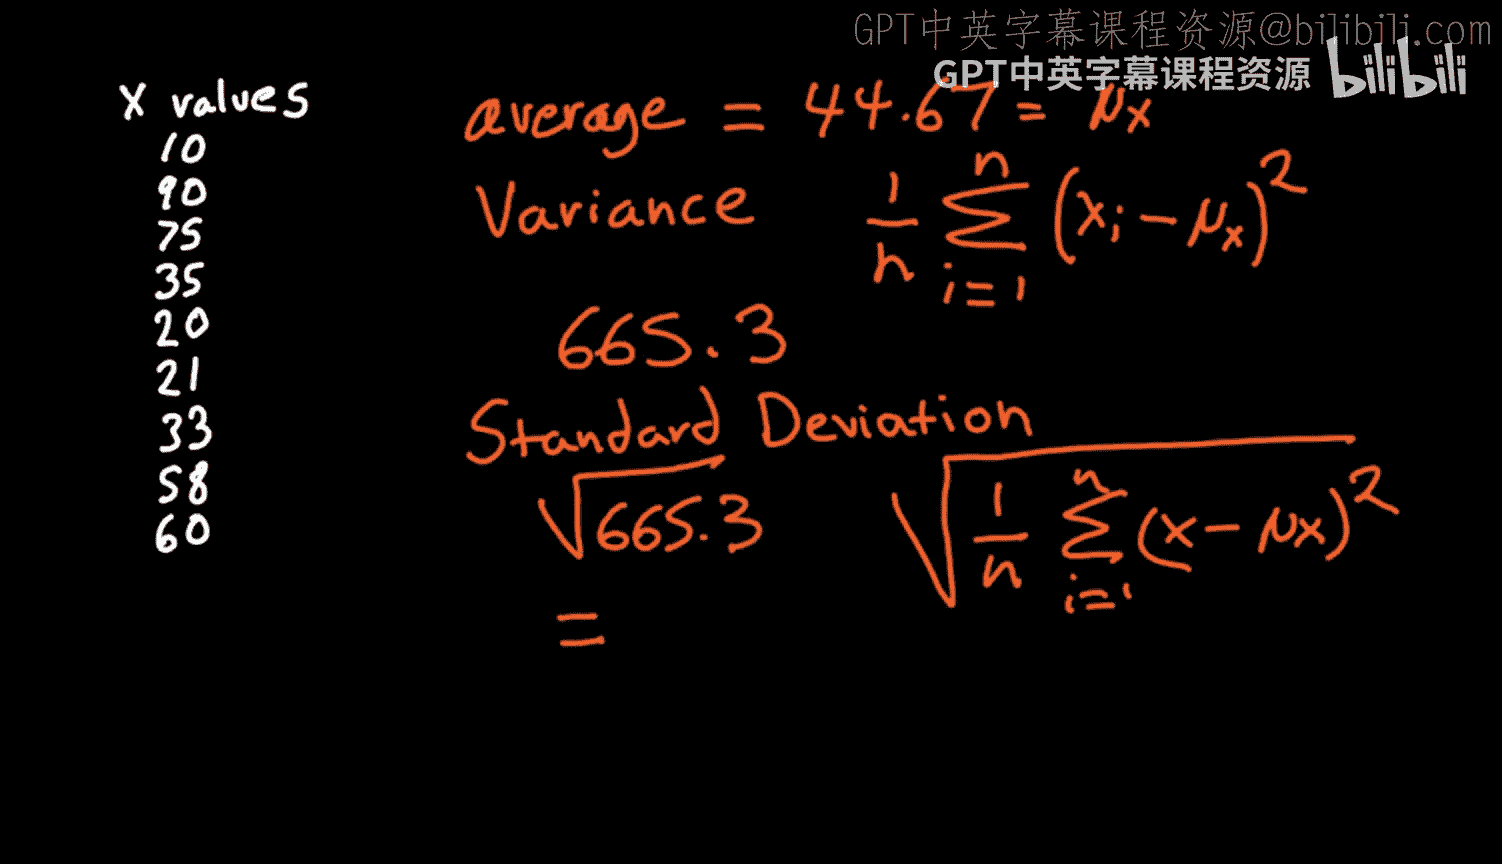 GPT中英字幕课程资源@bilibili.com
GPT中英字幕课程资源 bilibili
X values
10
90
75
35
20
21
33
58
60
average = 44.67 = μx
Variance 1/n Σ i=1 n (xi - μx)²
665.3
Standard Deviation
√665.3 √1/n Σ i=1 n (x - μx)²
=